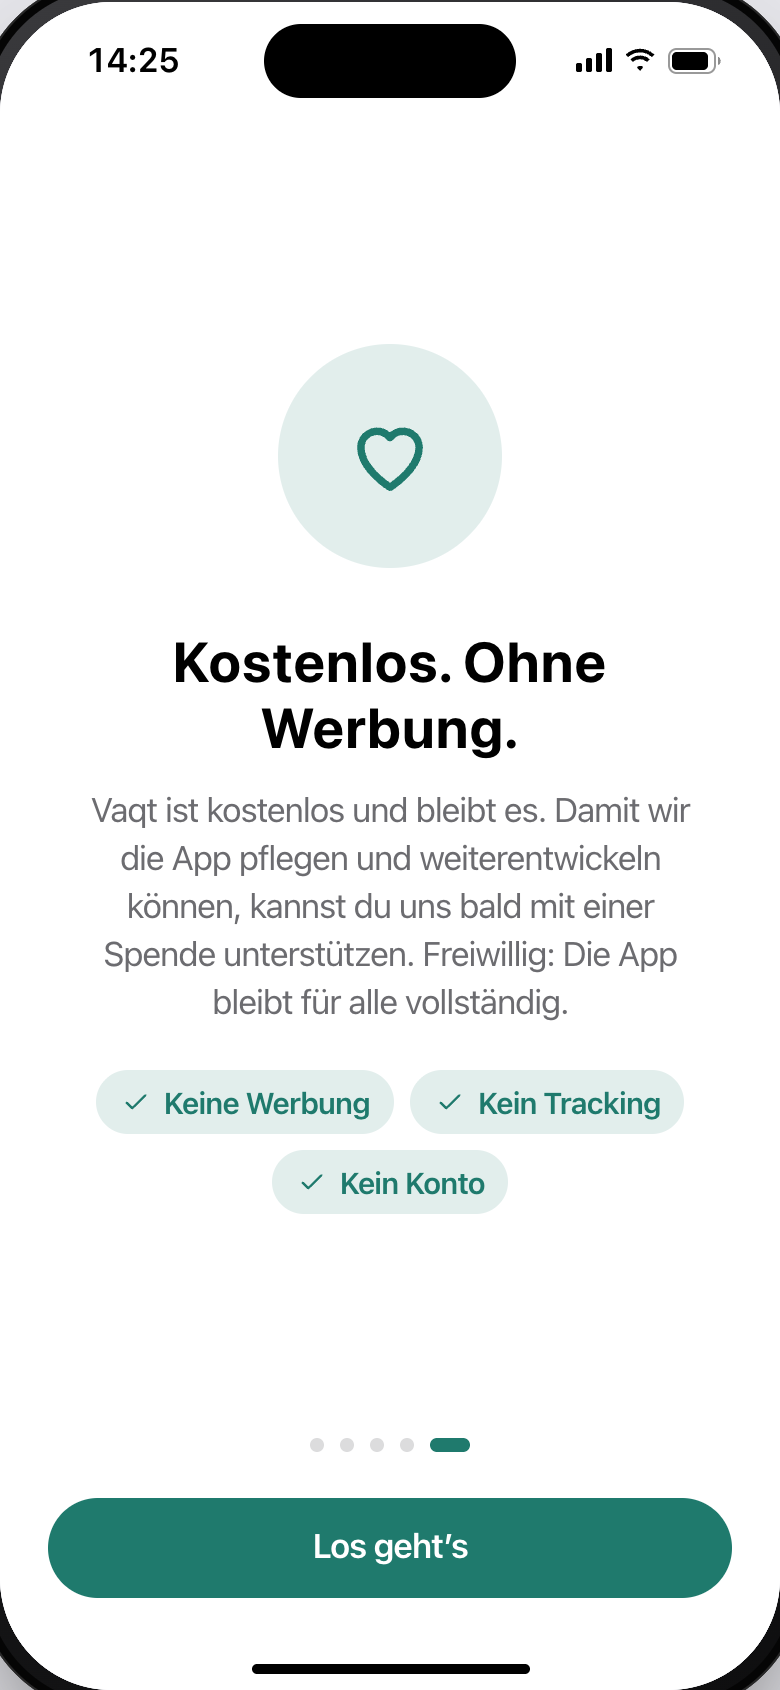 14:25
Kostenlos. Ohne
Werbung.
Vaqt ist kostenlos und bleibt es. Damit wir
die App pflegen und weiterentwickeln
können, kannst du uns bald mit einer
Spende unterstützen. Freiwillig: Die App
bleibt für alle vollständig.
Keine Werbung
Kein Tracking
Kein Konto
Los geht’s